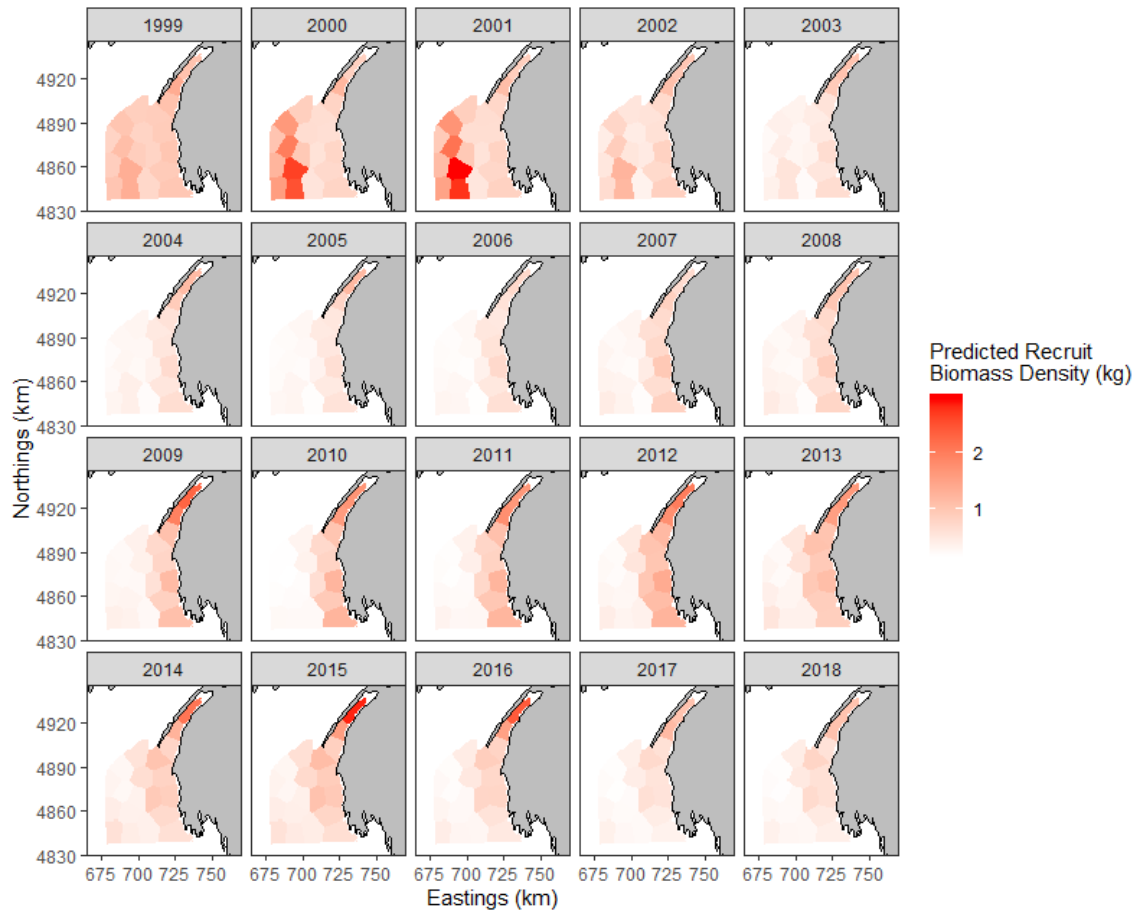 1999 2000 2001 2002 2003
4920
4890
4860
4830
2004 2005 2006 2007 2008
4920
4890
4860
4830
2009 2010 2011 2012 2013
4920
4890
4860
4830
2014 2015 2016 2017 2018
4920
4890
4860
4830
675 700 725 750 675 700 725 750 675 700 725 750 675 700 725 750 675 700 725 750
Eastings (km)
Northings (km)
Predicted Recruit
Biomass Density (kg)
2
1